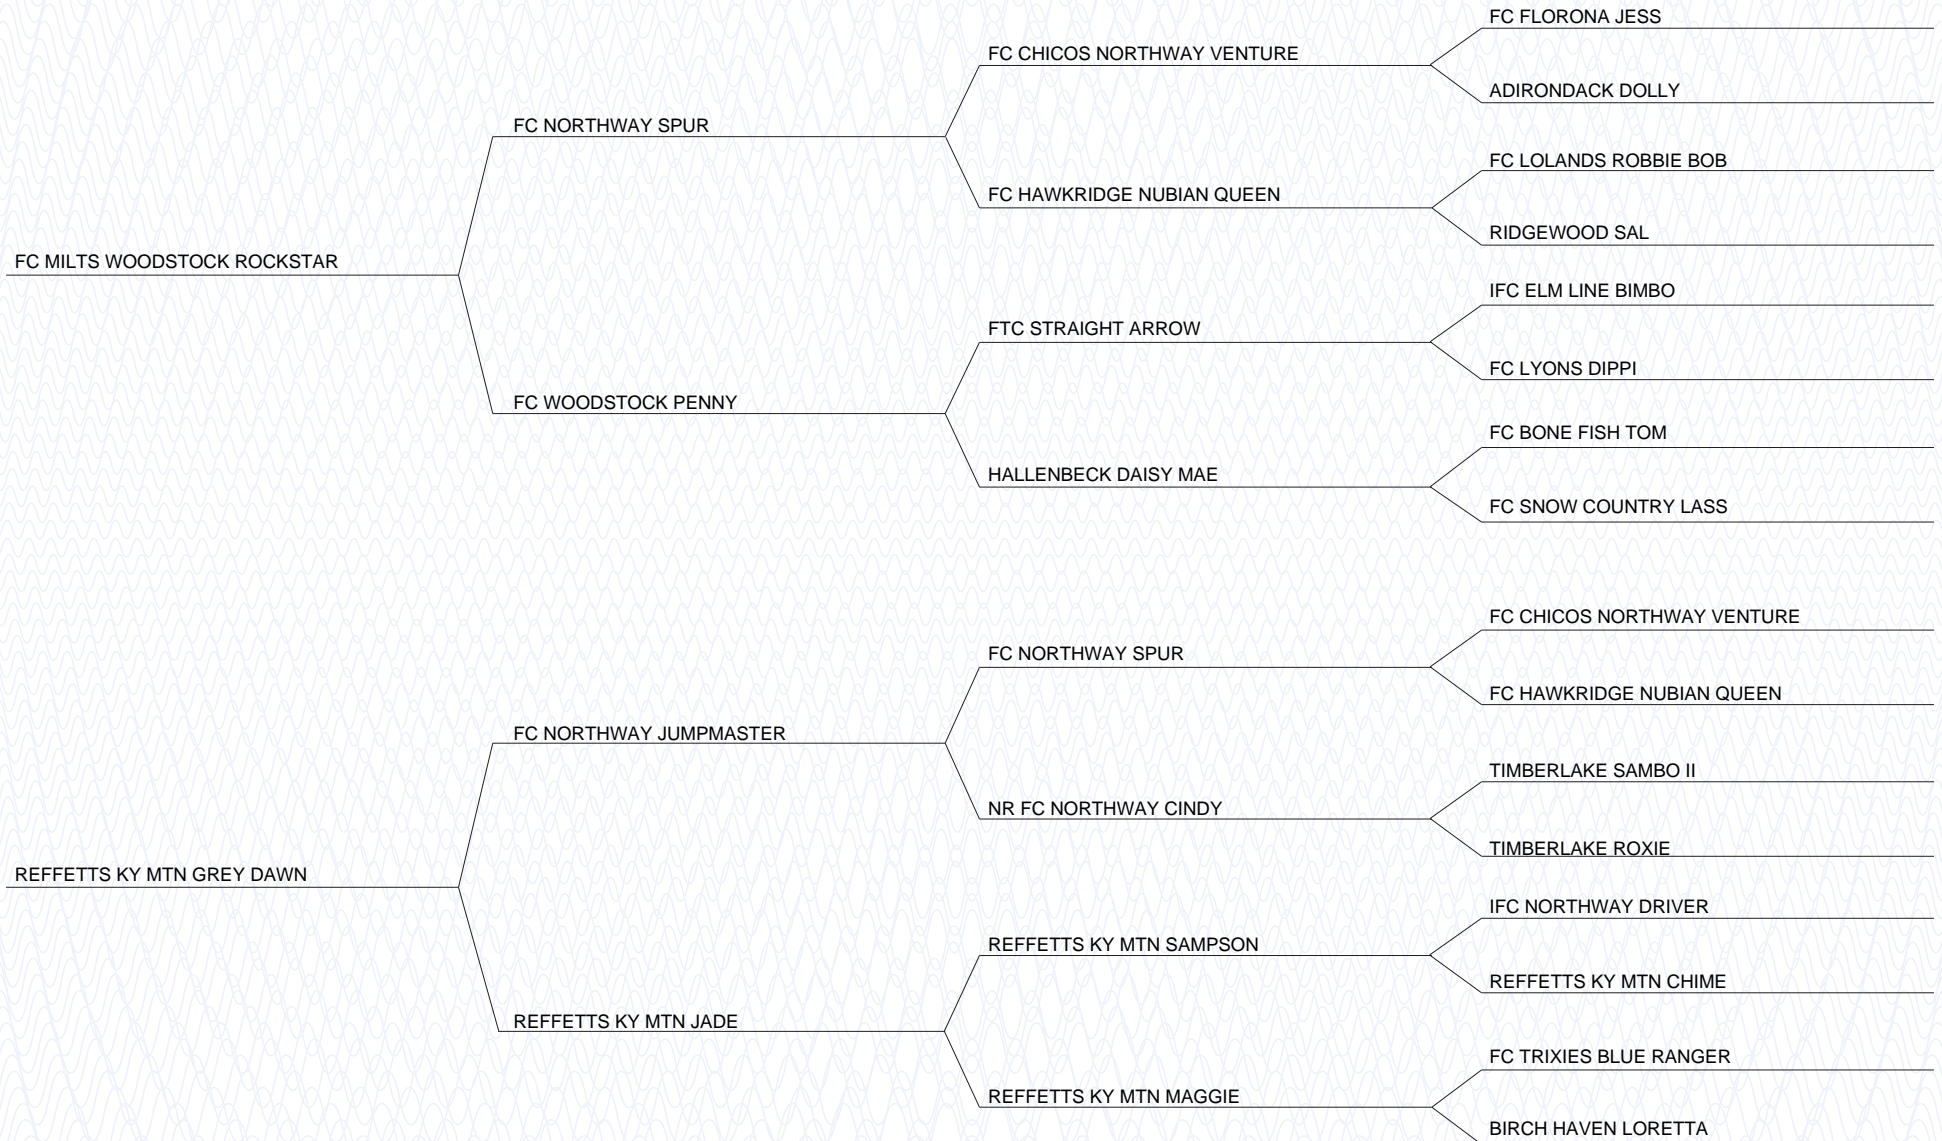 FC FLORONA JESS
FC CHICOS NORTHWAY VENTURE
ADIRONDACK DOLLY
FC NORTHWAY SPUR
FC LOLANDS ROBBIE BOB
FC HAWKRIDGE NUBIAN QUEEN
RIDGEWOOD SAL
FC MILTS WOODSTOCK ROCKSTAR
IFC ELM LINE BIMBO
FTC STRAIGHT ARROW
FC LYONS DIPPI
FC WOODSTOCK PENNY
FC BONE FISH TOM
HALLENBECK DAISY MAE
FC SNOW COUNTRY LASS
FC CHICOS NORTHWAY VENTURE
FC NORTHWAY SPUR
FC HAWKRIDGE NUBIAN QUEEN
FC NORTHWAY JUMPMASTER
TIMBERLAKE SAMBO II
NR FC NORTHWAY CINDY
TIMBERLAKE ROXIE
REFFETTS KY MTN GREY DAWN
IFC NORTHWAY DRIVER
REFFETTS KY MTN SAMPSON
REFFETTS KY MTN CHIME
REFFETTS KY MTN JADE
FC TRIXIES BLUE RANGER
REFFETTS KY MTN MAGGIE
BIRCH HAVEN LORETTA